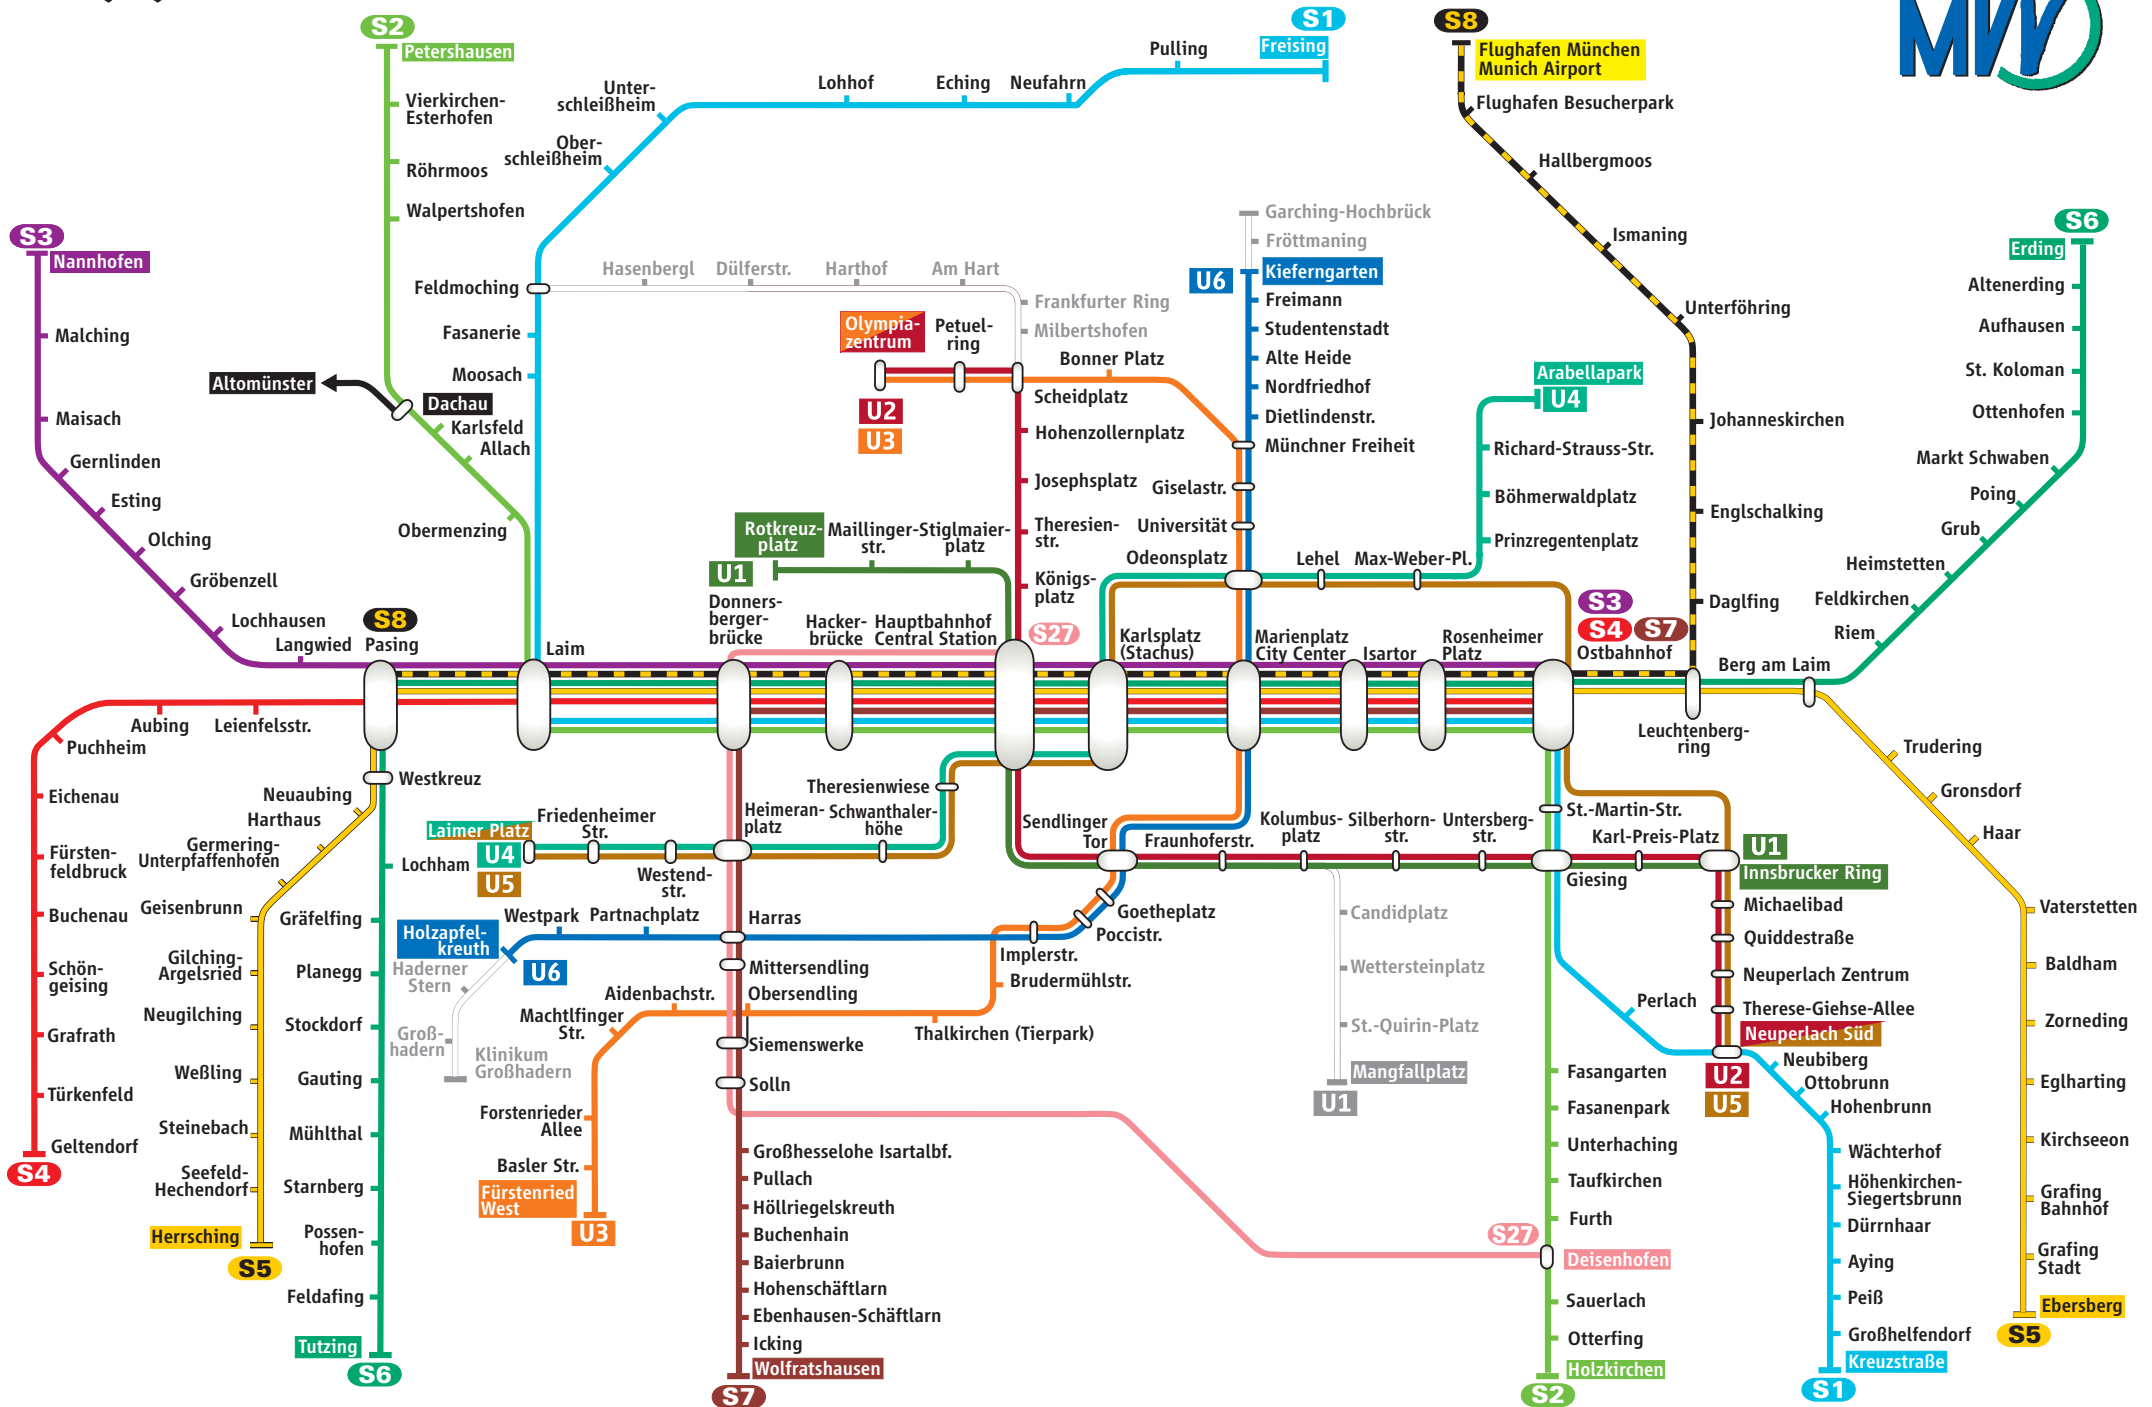 S2
Petershausen
Vierkirchen-
Esterhofen
Röhrmoos
Walpertshofen
S1
Freising
Pulling
Neufahrn
Eching
Lohhof
Unter-
schleißheim
Ober-
schleißheim
S8
Flughafen München
Munich Airport
Flughafen Besucherpark
Hallbergmoos
Ismaning
Unterföhring
Johanneskirchen
Englschalking
Daglfing
MVV
S3
Nannhofen
Malching
Maisach
Gernlinden
Esting
Olching
Gröbenzell
Lochhausen
Langwied
S8
Pasing
Altomünster
Dachau
Karlsfeld
Allach
Obermenzing
Feldmoching
Fasanerie
Moosach
Laim
Hasenbergl
Dülferstr.
Harthof
Am Hart
Frankfurter Ring
Milbertshofen
Olympia-
zentrum
Petuel-
ring
U2
U3
Scheidplatz
Bonner Platz
Hohenzollernplatz
Josephsplatz
Theresien-
str.
Königs-
platz
Garching-Hochbrück
Fröttmaning
U6
Kieferngarten
Freimann
Studentenstadt
Alte Heide
Nordfriedhof
Dietlindenstr.
Münchner Freiheit
Giselastr.
Universität
Odeonsplatz
Lehel
Max-Weber-Pl.
Arabellapark
U4
Richard-Strauss-Str.
Böhmerwaldplatz
Prinzregentenplatz
S6
Erding
Altenerding
Aufhausen
St. Koloman
Ottenhofen
Markt Schwaben
Poing
Grub
Heimstetten
Feldkirchen
Riem
Berg am Laim
Rotkreuz-
platz
U1
Maillinger-
str.
Stiglmaier-
platz
Donners-
berger-
brücke
Hacker-
brücke
Hauptbahnhof
Central Station
S27
Karlsplatz
(Stachus)
Marienplatz
City Center
Isartor
Rosenheimer
Platz
S3
S4
S7
Ostbahnhof
Leuchtenberg-
ring
Aubing
Leienfelsstr.
Puchheim
Eichenau
Fürsten-
feldbruck
Buchenau
Schön-
geising
Grafrath
Türkenfeld
Geltendorf
S4
Westkreuz
Neuaubing
Harthaus
Germering-
Unterpfaffenhofen
Geisenbrunn
Gilching-
Argelsried
Neugilching
Weßling
Steinebach
Seefeld-
Hechendorf
Herrsching
S5
Lochham
Gräfelfing
Planegg
Stockdorf
Gauting
Mühlthal
Starnberg
Possen-
hofen
Feldafing
Tutzing
S6
Laimer Platz
U4
U5
Friedenheimer
Str.
Westend-
str.
Heimeran-
platz
Schwanthaler-
höhe
Theresienwiese
Holzapfel-
kreuth
U6
Westpark
Partnachplatz
Haderner
Stern
Groß-
hadern
Klinikum
Großhadern
Harras
Mittersendling
Obersendling
Siemenswerke
Solln
Aidenbachstr.
Machtlfinger
Str.
Forstenrieder
Allee
Basler Str.
Fürstenried
West
U3
Thalkirchen (Tierpark)
Brudermühlstr.
Implerstr.
Poccistr.
Goetheplatz
Sendlinger
Tor
Großhesselohe Isartalbf.
Pullach
Höllriegelskreuth
Buchenhain
Baierbrunn
Hohenschäftlarn
Ebenhausen-Schäftlarn
Icking
Wolfratshausen
S7
Fraunhoferstr.
Kolumbus-
platz
Silberhorn-
str.
Untersberg-
str.
St.-Martin-Str.
Giesing
Karl-Preis-Platz
U1
Innsbrucker Ring
Michaelibad
Quiddestraße
Neuperlach Zentrum
Therese-Giehse-Allee
Neuperlach Süd
U2
U5
Candidplatz
Wettersteinplatz
St.-Quirin-Platz
Mangfallplatz
U1
Fasangarten
Fasanenpark
Unterhaching
Taufkirchen
Furth
S27
Deisenhofen
Sauerlach
Otterfing
Holzkirchen
S2
Perlach
Neubiberg
Ottobrunn
Hohenbrunn
Wächterhof
Höhenkirchen-
Siegertsbrunn
Dürrnhaar
Aying
Peiß
Großhelfendorf
Kreuzstraße
S1
Trudering
Gronsdorf
Haar
Vaterstetten
Baldham
Zorneding
Eglharting
Kirchseeon
Grafing
Bahnhof
Grafing
Stadt
Ebersberg
S5